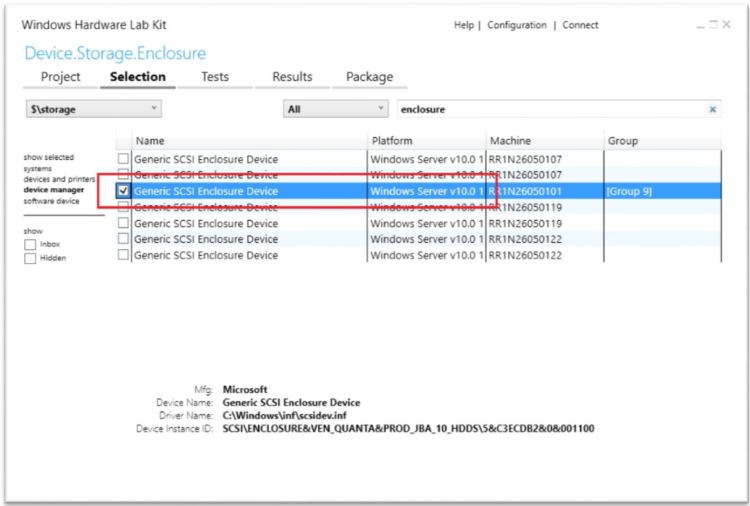 Windows Hardware Lab Kit
Help | Configuration | Connect
Device.Storage.Enclosure
Project Selection Tests Results Package
$\storage All enclosure
Name Platform Machine Group
show selected
systems
devices and printers
device manager
software device
show
Inbox
Hidden
Generic SCSI Enclosure Device Windows Server v10.0 1 RR1N26050107
Generic SCSI Enclosure Device Windows Server v10.0 1 RR1N26050107
Generic SCSI Enclosure Device Windows Server v10.0 1 RR1N26050101 [Group 9]
Generic SCSI Enclosure Device Windows Server v10.0 1 RR1N26050119
Generic SCSI Enclosure Device Windows Server v10.0 1 RR1N26050119
Generic SCSI Enclosure Device Windows Server v10.0 1 RR1N26050122
Generic SCSI Enclosure Device Windows Server v10.0 1 RR1N26050122
Mfg: Microsoft
Device Name: Generic SCSI Enclosure Device
Driver Name: C:\Windows\inf\scsidev.inf
Device Instance ID: SCSI\ENCLOSURE&VEN_QUANTA&PROD_JBA_10_HDDS\5&C3ECDB2&0&001100